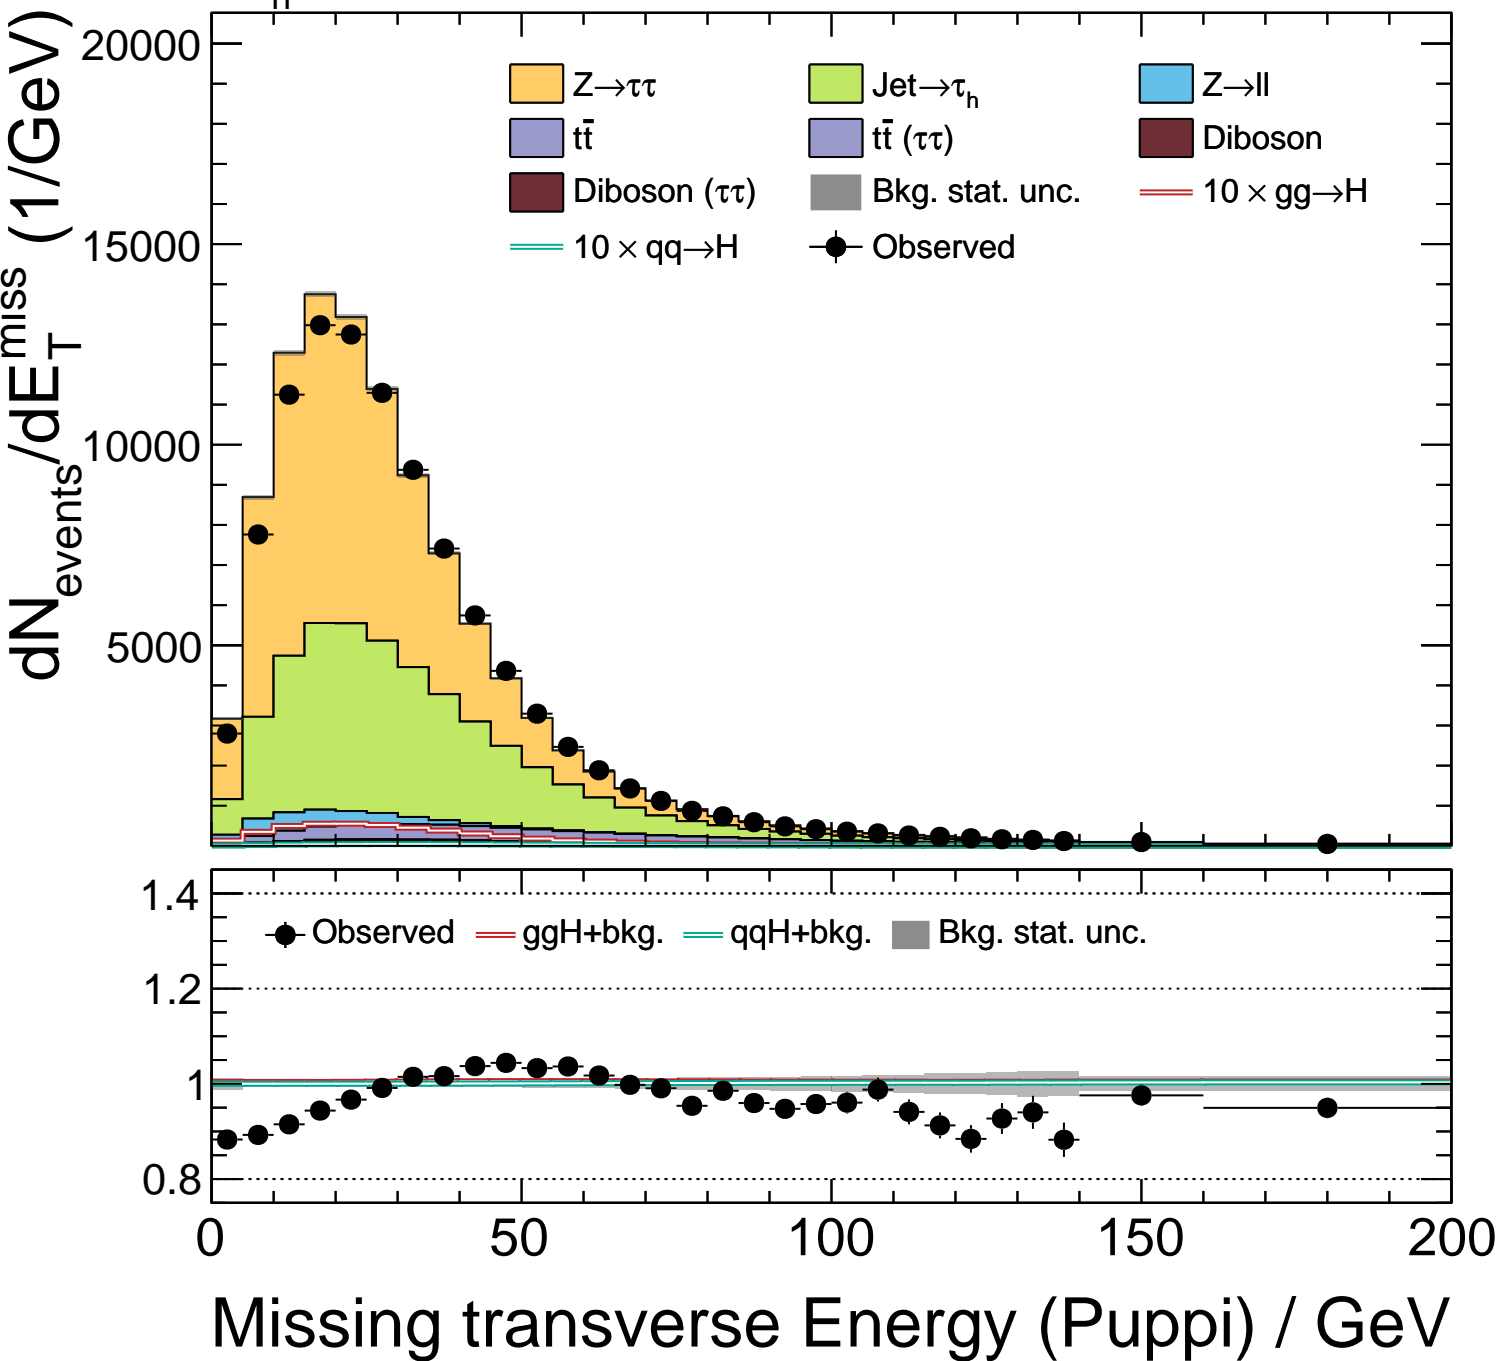 h
dN_events/dE_T^miss (1/GeV)
20000
15000
10000
5000
Z→ττ
Jet→τ_h
Z→ll
tt̄
tt̄ (ττ)
Diboson
Diboson (ττ)
Bkg. stat. unc.
10 × gg→H
10 × qq→H
Observed
1.4
1.2
1
0.8
Observed
ggH+bkg.
qqH+bkg.
Bkg. stat. unc.
0 50 100 150 200
Missing transverse Energy (Puppi) / GeV